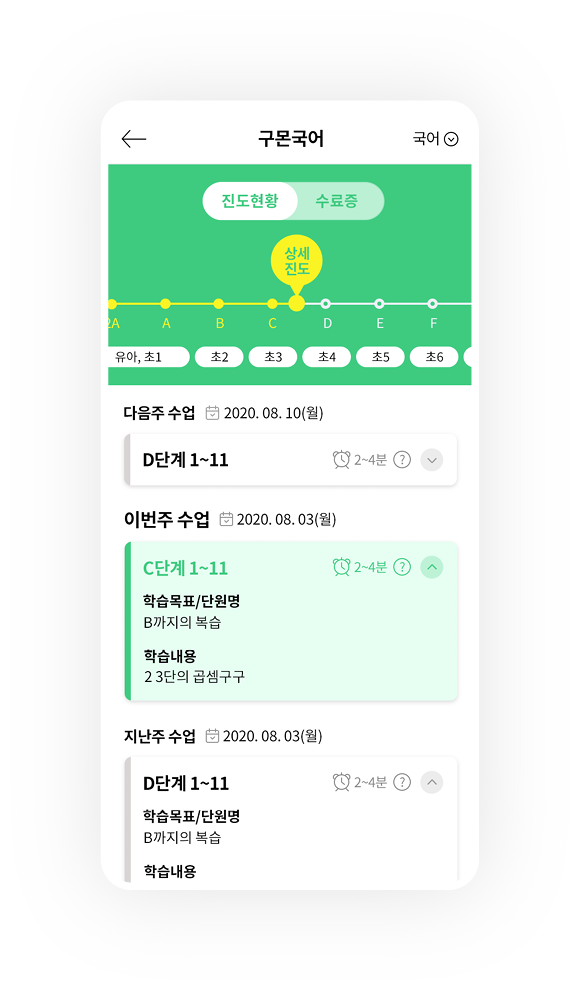 구몬국어
국어
진도현황 수료증
상세
진도
2A A B C D E F
유아, 초1 초2 초3 초4 초5 초6
다음주 수업 2020. 08. 10(월)
D단계 1~11 2~4분 ?
이번주 수업 2020. 08. 03(월)
C단계 1~11 2~4분 ?
학습목표/단원명
B까지의 복습
학습내용
2 3단의 곱셈구구
지난주 수업 2020. 08. 03(월)
D단계 1~11 2~4분 ?
학습목표/단원명
B까지의 복습
학습내용